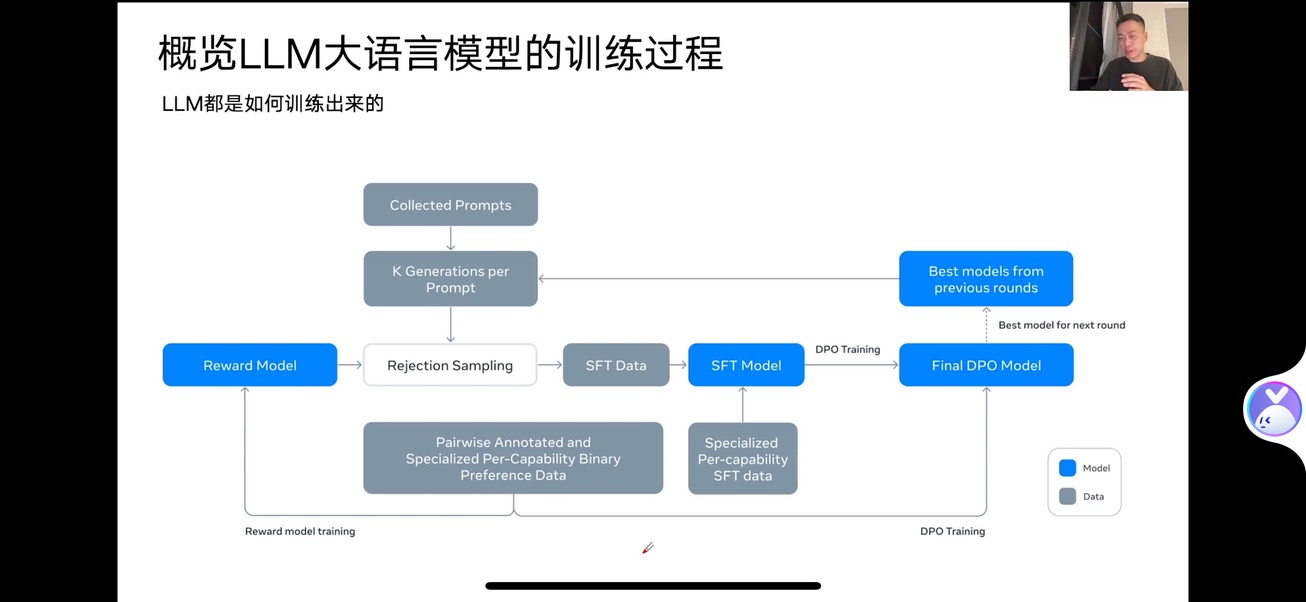 概览LLM大语言模型的训练过程
LLM都是如何训练出来的
Collected Prompts
K Generations per
Prompt
Best models from
previous rounds
Best model for next round
Reward Model
Rejection Sampling
SFT Data
SFT Model
DPO Training
Final DPO Model
Pairwise Annotated and
Specialized Per-Capability Binary
Preference Data
Specialized
Per-capability
SFT data
Model
Data
Reward model training
DPO Training